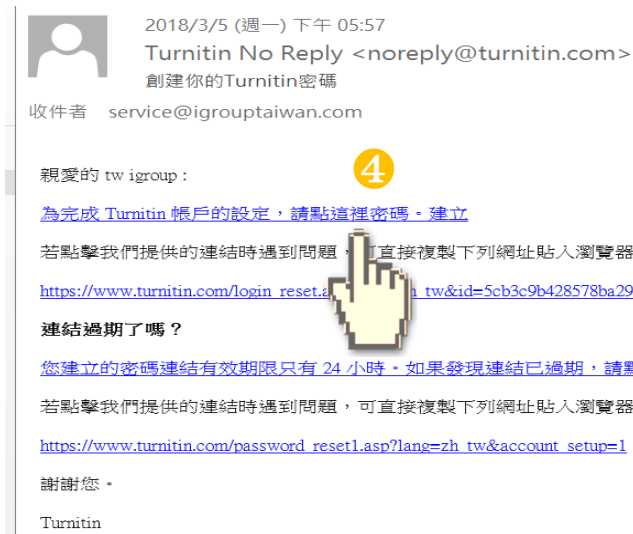 2018/3/5 (週一) 下午 05:57
Turnitin No Reply <noreply@turnitin.com>
創建你的Turnitin密碼
收件者 service@igrouptaiwan.com
4
親愛的 tw igroup :
為完成 Turnitin 帳戶的設定，請點這裡密碼。建立
若點擊我們提供的連結時遇到問題，可直接複製下列網址貼入瀏覽器
https://www.turnitin.com/login_reset.a tw&id=5cb3c9b428578ba29
連結過期了嗎？
您建立的密碼連結有效期限只有 24 小時。如果發現連結已過期，請
若點擊我們提供的連結時遇到問題，可直接複製下列網址貼入瀏覽器
https://www.turnitin.com/password_reset1.asp?lang=zh_tw&account_setup=1
謝謝您。
Turnitin